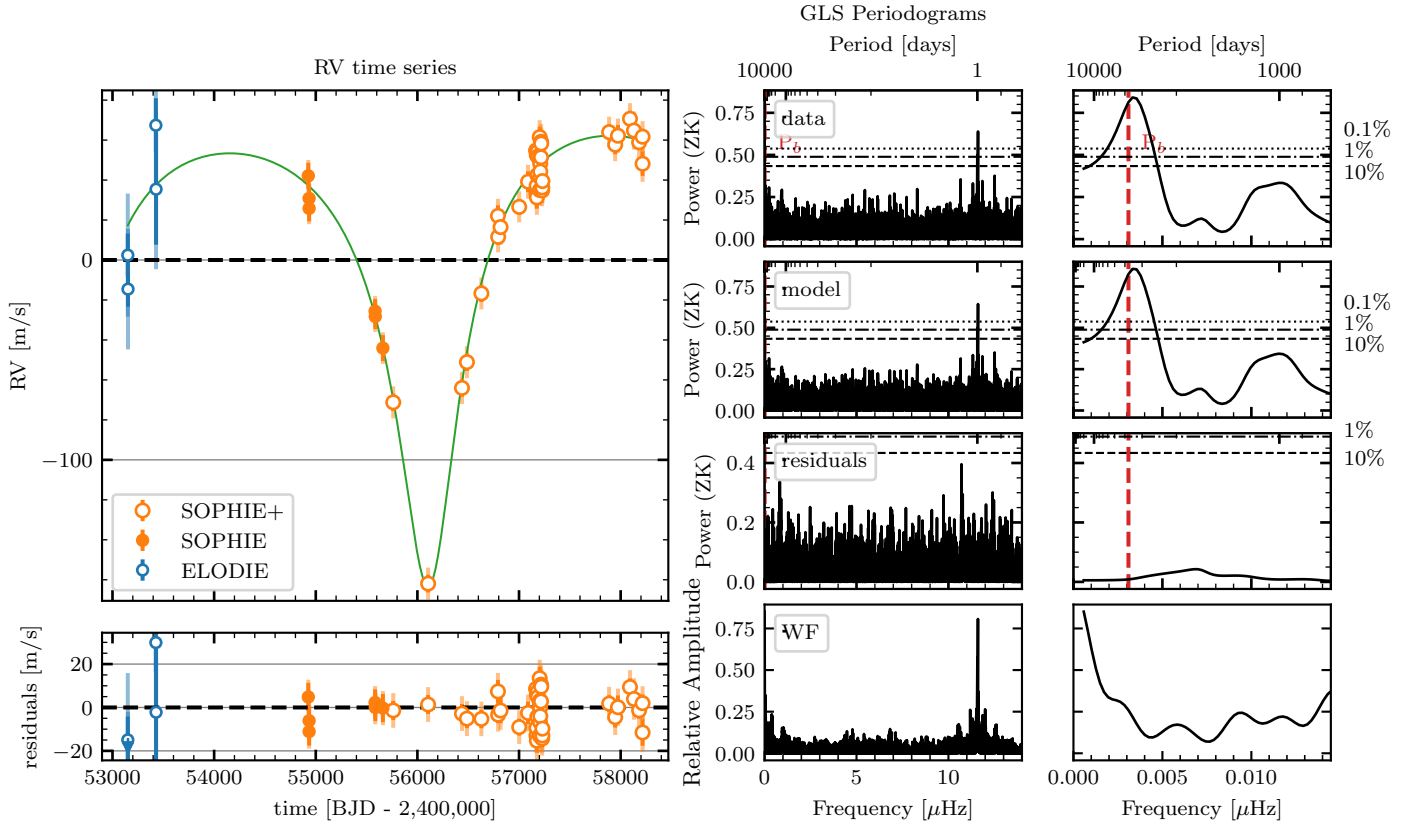 GLS Periodograms
RV time series
Period [days]
Period [days]
10000
1
10000
1000
RV [m/s]
0
−100
SOPHIE+
SOPHIE
ELODIE
residuals [m/s]
20
0
−20
53000
54000
55000
56000
57000
58000
time [BJD - 2,400,000]
Power (ZK)
0.75
0.50
0.25
0.00
data
P_b
P_b
0.1%
1%
10%
Power (ZK)
0.75
0.50
0.25
0.00
model
0.1%
1%
10%
Power (ZK)
0.4
0.2
0.0
residuals
1%
10%
Relative Amplitude
0.75
0.50
0.25
0.00
WF
0
5
10
Frequency [μHz]
0.000
0.005
0.010
Frequency [μHz]